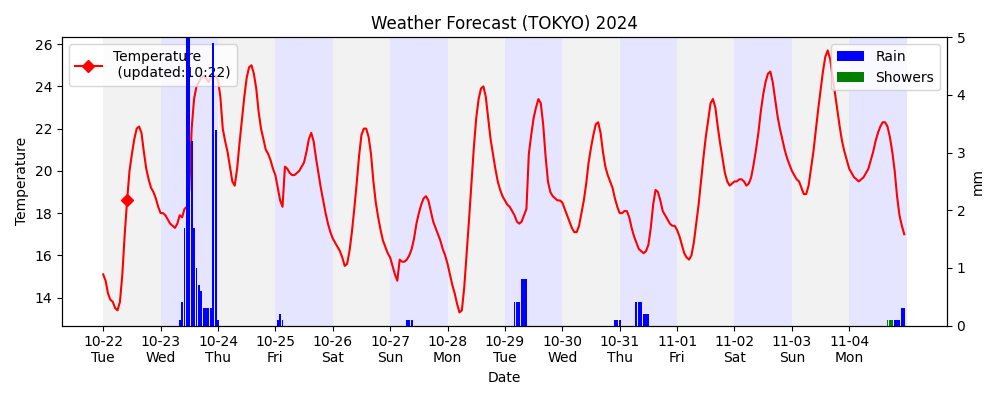 Weather Forecast (TOKYO) 2024
Temperature
(updated:10:22)
Rain
Showers
26
24
22
20
18
16
14
Temperature
5
4
3
2
1
0
mm
10-22 10-23 10-24 10-25 10-26 10-27 10-28 10-29 10-30 10-31 11-01 11-02 11-03 11-04
Tue Wed Thu Fri Sat Sun Mon Tue Wed Thu Fri Sat Sun Mon
Date